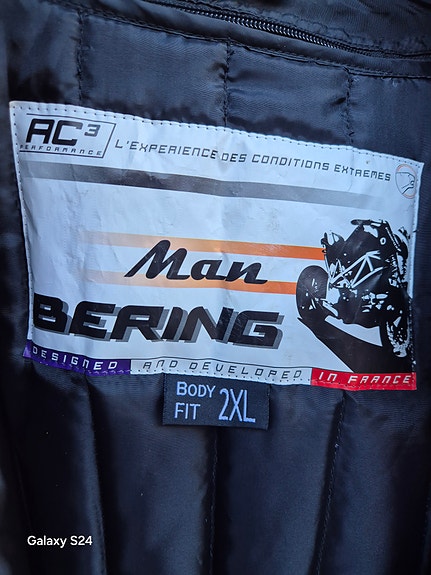 AC3
PERFORMANCE
L'EXPERIENCE DES CONDITIONS EXTREMES
Man
BERING
DESIGNED AND DEVELOPED IN FRANCE
BODY FIT 2XL
Galaxy S24